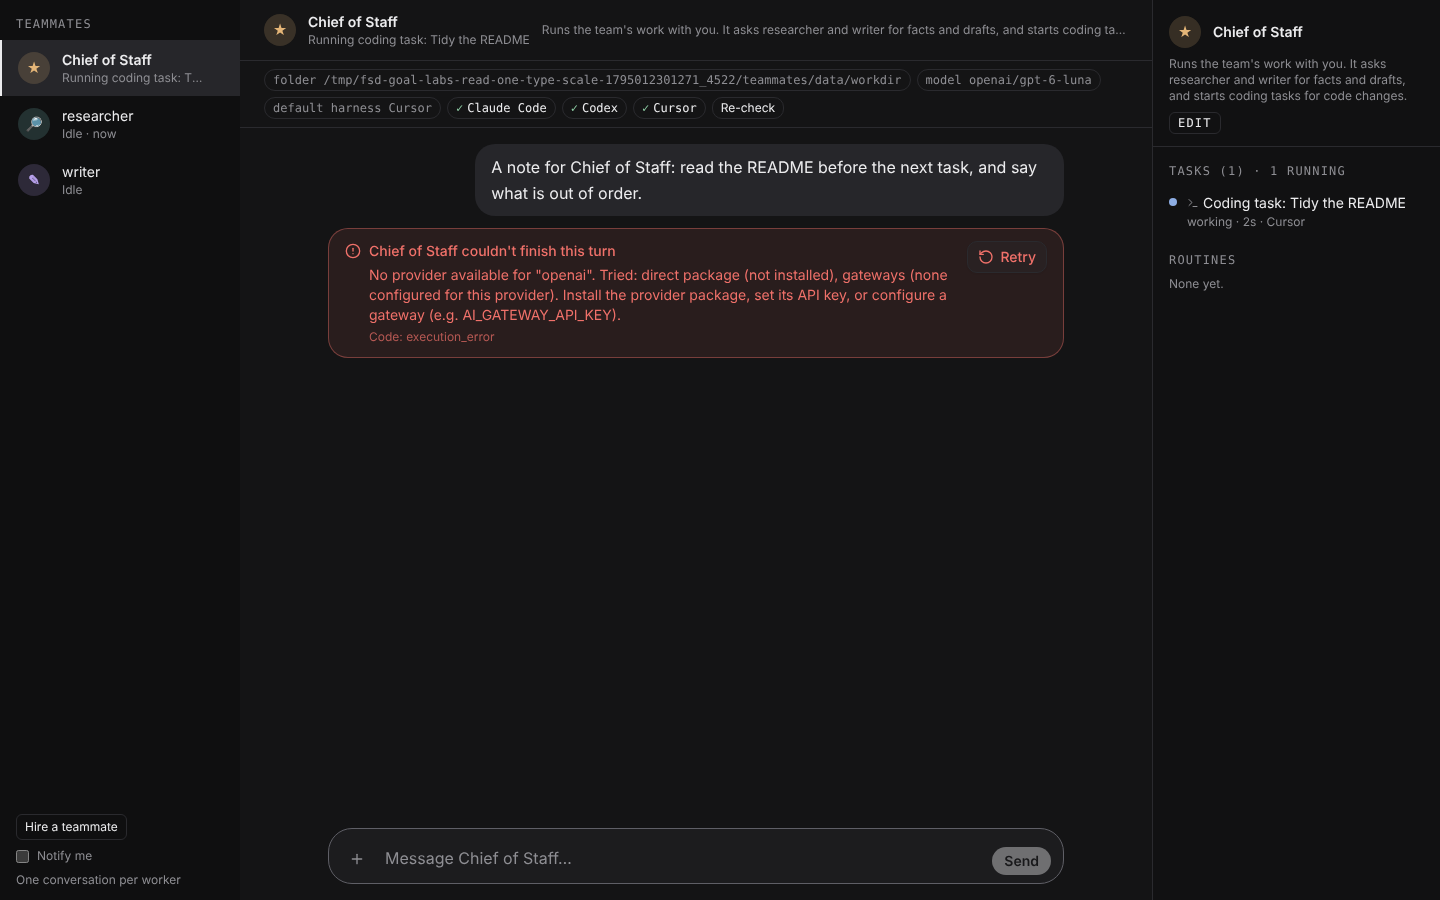 TEAMMATES
Chief of Staff
Running coding task: T...
researcher
Idle · now
writer
Idle
Hire a teammate
Notify me
One conversation per worker
Chief of Staff
Running coding task: Tidy the README
Runs the team's work with you. It asks researcher and writer for facts and drafts, and starts coding ta...
folder /tmp/fsd-goal-labs-read-one-type-scale-1795012301271_4522/teammates/data/workdir
model openai/gpt-6-luna
default harness Cursor
✓ Claude Code
✓ Codex
✓ Cursor
Re-check
A note for Chief of Staff: read the README before the next task, and say
what is out of order.
Chief of Staff couldn't finish this turn
No provider available for "openai". Tried: direct package (not installed), gateways (none
configured for this provider). Install the provider package, set its API key, or configure a
gateway (e.g. AI_GATEWAY_API_KEY).
Code: execution_error
Retry
+ Message Chief of Staff...
Send
Chief of Staff
Runs the team's work with you. It asks
researcher and writer for facts and drafts,
and starts coding tasks for code changes.
EDIT
TASKS (1) · 1 RUNNING
Coding task: Tidy the README
working · 2s · Cursor
ROUTINES
None yet.